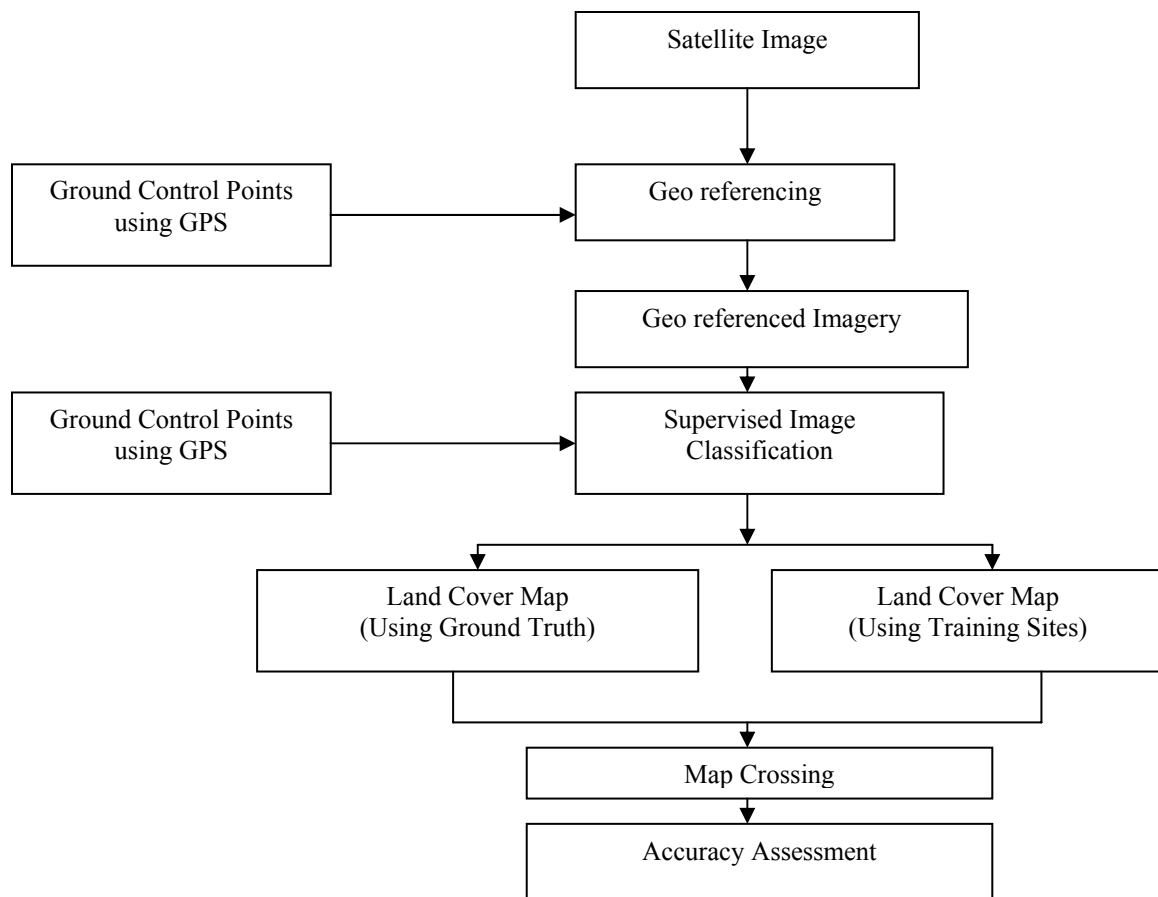 Satellite Image
Ground Control Points
using GPS
Geo referencing
Geo referenced Imagery
Ground Control Points
using GPS
Supervised Image
Classification
Land Cover Map
(Using Ground Truth)
Land Cover Map
(Using Training Sites)
Map Crossing
Accuracy Assessment